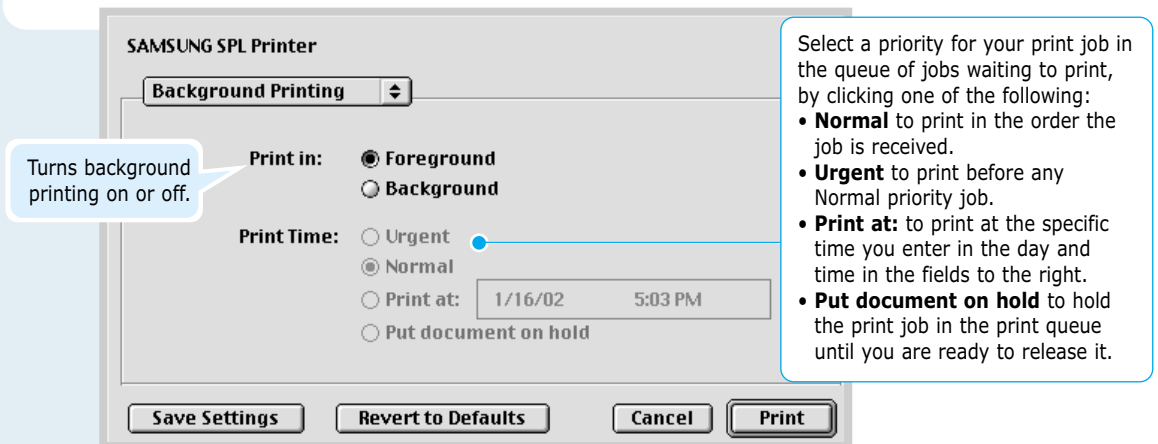 SAMSUNG SPL Printer
Background Printing
Turns background
printing on or off.
Print in:
Foreground
Background
Print Time:
Urgent
Normal
Print at: 1/16/02 5:03 PM
Put document on hold
Save Settings Revert to Defaults Cancel Print
Select a priority for your print job in
the queue of jobs waiting to print,
by clicking one of the following:
• Normal to print in the order the
job is received.
• Urgent to print before any
Normal priority job.
• Print at: to print at the specific
time you enter in the day and
time in the fields to the right.
• Put document on hold to hold
the print job in the print queue
until you are ready to release it.